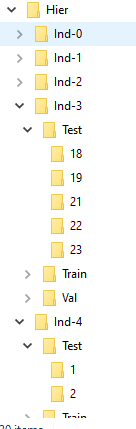 Hier
Ind-0
Ind-1
Ind-2
Ind-3
Test
18
19
21
22
23
Train
Val
Ind-4
Test
1
2
Train